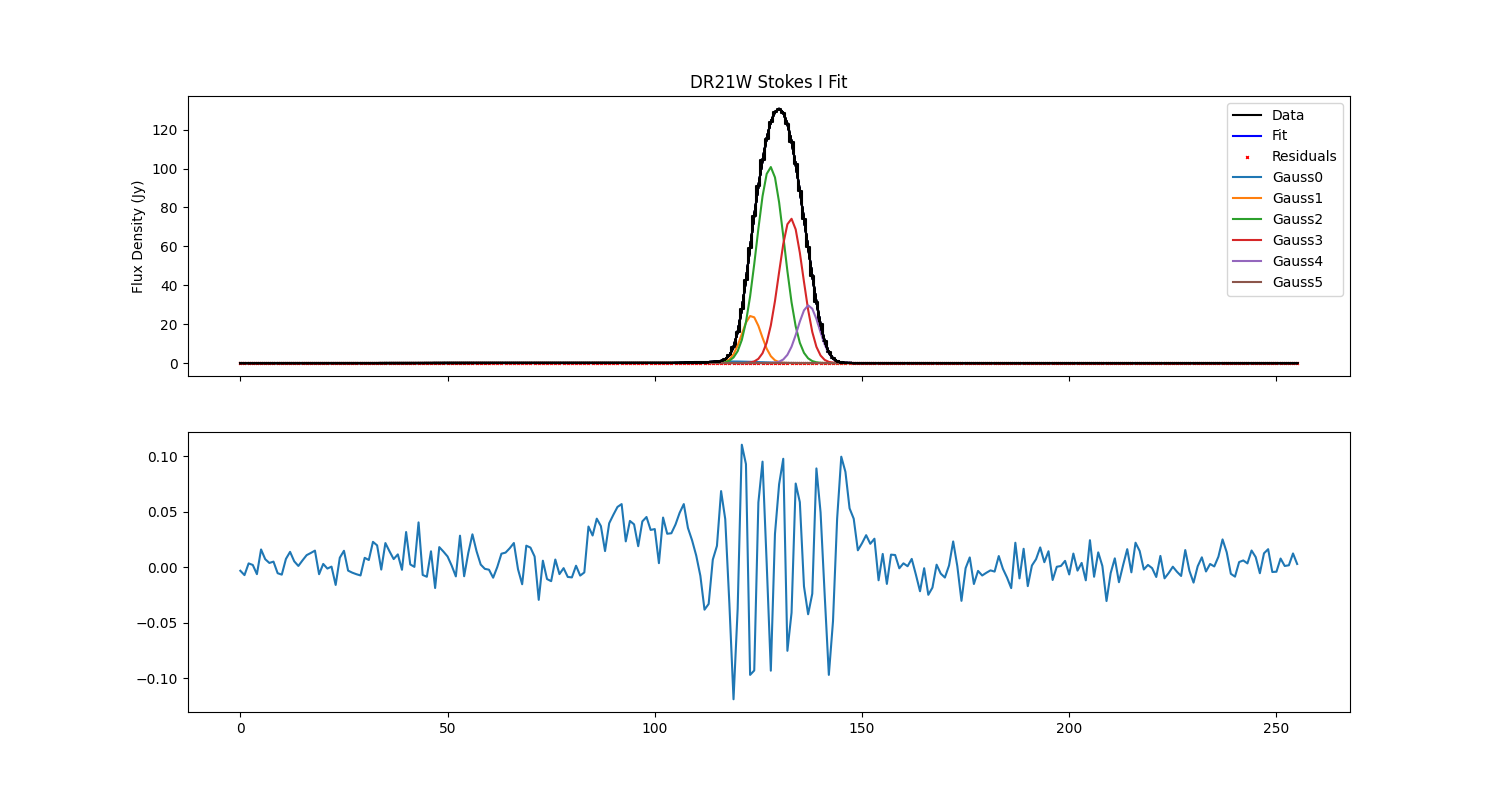 DR21W Stokes I Fit
Flux Density (Jy)
120
100
80
60
40
20
0
Data
Fit
Residuals
Gauss0
Gauss1
Gauss2
Gauss3
Gauss4
Gauss5
0.10
0.05
0.00
−0.05
−0.10
0 50 100 150 200 250